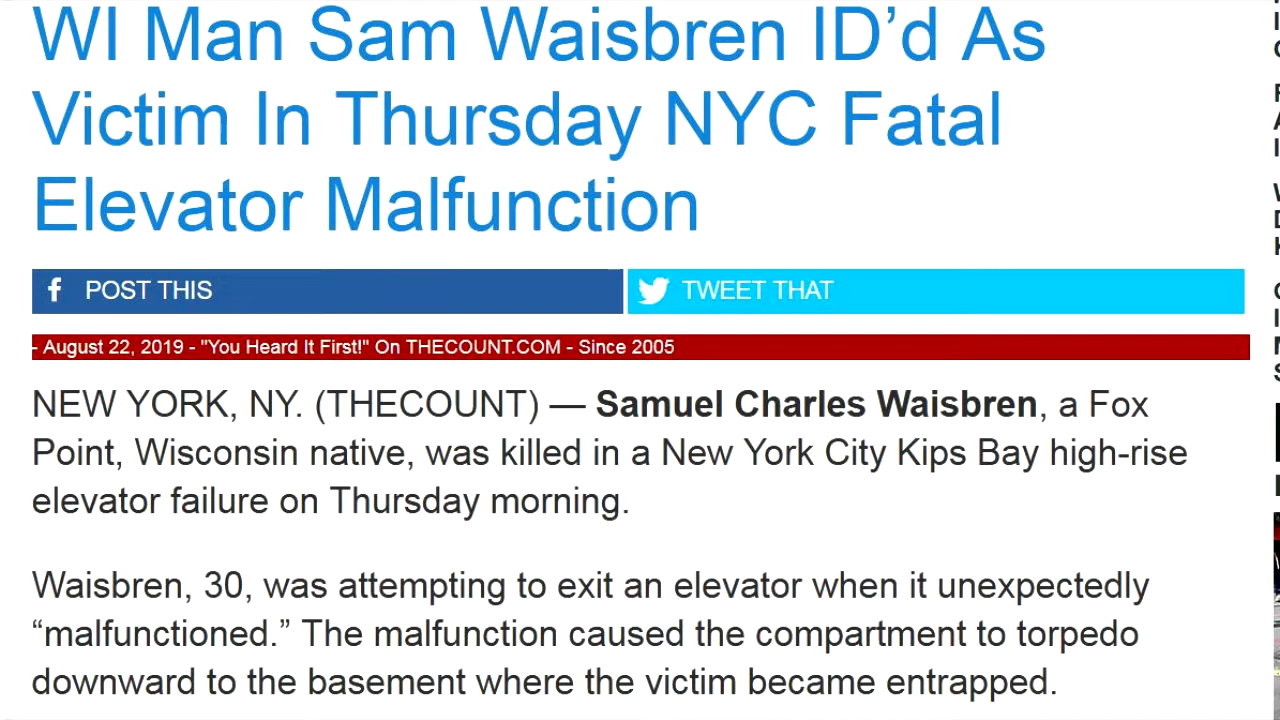 WI Man Sam Waisbren ID’d As
Victim In Thursday NYC Fatal
Elevator Malfunction
POST THIS
TWEET THAT
- August 22, 2019 - "You Heard It First!" On THECOUNT.COM - Since 2005
NEW YORK, NY. (THECOUNT) — Samuel Charles Waisbren, a Fox
Point, Wisconsin native, was killed in a New York City Kips Bay high-rise
elevator failure on Thursday morning.
Waisbren, 30, was attempting to exit an elevator when it unexpectedly
“malfunctioned.” The malfunction caused the compartment to torpedo
downward to the basement where the victim became entrapped.